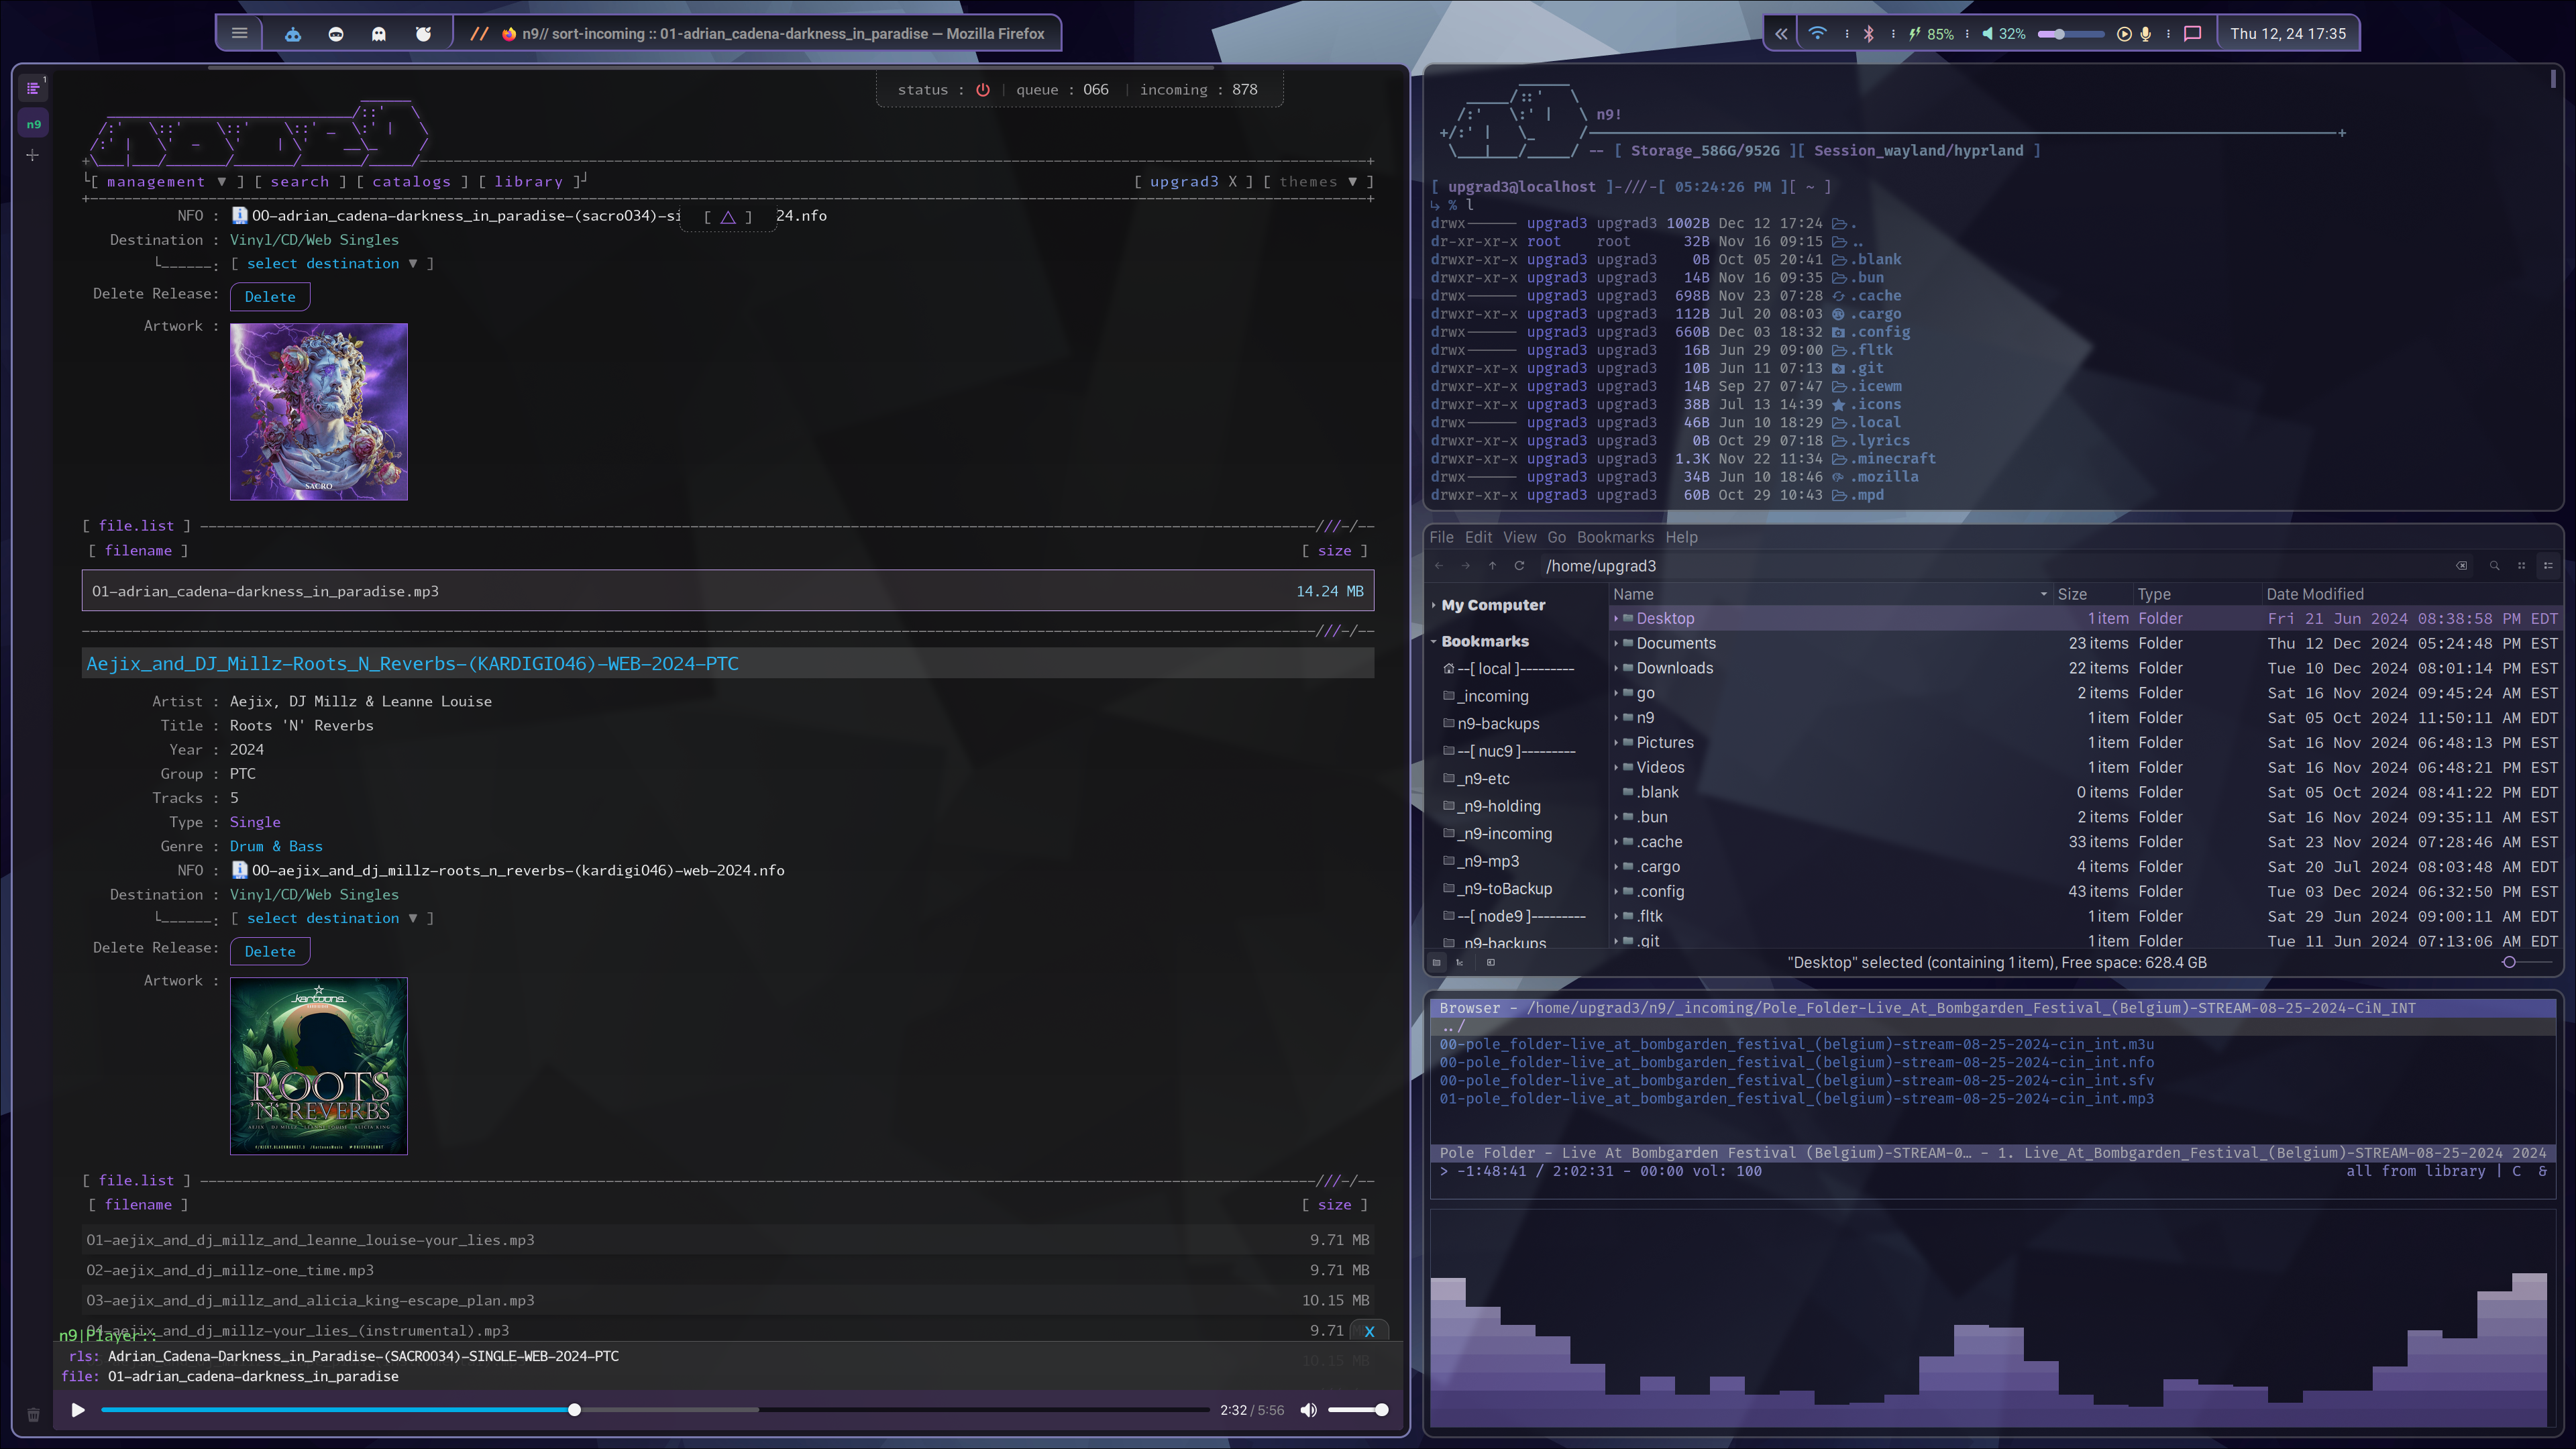 n9// sort-incoming :: 01-adrian_cadena-darkness_in_paradise — Mozilla Firefox
85% 32% Thu 12, 24 17:35
1
n9
status : | queue : 066 | incoming : 878
[ management ▼ ] [ search ] [ catalogs ] [ library ]
[ upgrad3 X ] [ themes ▼ ]
NFO : 00-adrian_cadena-darkness_in_paradise-(sacro034)-si [ △ ] 24.nfo
Destination : Vinyl/CD/Web Singles
└------: [ select destination ▼ ]
Delete Release: Delete
Artwork :
SACRO
[ file.list ] ///-/--
[ filename ] [ size ]
01-adrian_cadena-darkness_in_paradise.mp3 14.24 MB
///-/--
Aejix_and_DJ_Millz-Roots_N_Reverbs-(KARDIGI046)-WEB-2024-PTC
Artist : Aejix, DJ Millz & Leanne Louise
Title : Roots 'N' Reverbs
Year : 2024
Group : PTC
Tracks : 5
Type : Single
Genre : Drum & Bass
NFO : 00-aejix_and_dj_millz-roots_n_reverbs-(kardigi046)-web-2024.nfo
Destination : Vinyl/CD/Web Singles
└------: [ select destination ▼ ]
Delete Release: Delete
Artwork :
kartoons
ROOTS
'N' REVERBS
AEJIX DJ MILLZ LEANNE LOUISE ALICIA KING
[ file.list ] ///-/--
[ filename ] [ size ]
01-aejix_and_dj_millz_and_leanne_louise-your_lies.mp3 9.71 MB
02-aejix_and_dj_millz-one_time.mp3 9.71 MB
03-aejix_and_dj_millz_and_alicia_king-escape_plan.mp3 10.15 MB
04-aejix_and_dj_millz-your_lies_(instrumental).mp3 9.71 X
n9|Player::
10.15 MB
rls: Adrian_Cadena-Darkness_in_Paradise-(SACRO034)-SINGLE-WEB-2024-PTC
file: 01-adrian_cadena-darkness_in_paradise
2:32 / 5:56
n9!
-- [ Storage_586G/952G ][ Session_wayland/hyprland ]
[ upgrad3@localhost ]-///-[ 05:24:26 PM ][ ~ ]
↳ % l
drwx------ upgrad3 upgrad3 1002B Dec 12 17:24 .
dr-xr-xr-x root root 32B Nov 16 09:15 ..
drwxr-xr-x upgrad3 upgrad3 0B Oct 05 20:41 .blank
drwxr-xr-x upgrad3 upgrad3 14B Nov 16 09:35 .bun
drwx------ upgrad3 upgrad3 698B Nov 23 07:28 .cache
drwxr-xr-x upgrad3 upgrad3 112B Jul 20 08:03 .cargo
drwx------ upgrad3 upgrad3 660B Dec 03 18:32 .config
drwx------ upgrad3 upgrad3 16B Jun 29 09:00 .fltk
drwxr-xr-x upgrad3 upgrad3 10B Jun 11 07:13 .git
drwxr-xr-x upgrad3 upgrad3 14B Sep 27 07:47 .icewm
drwxr-xr-x upgrad3 upgrad3 38B Jul 13 14:39 .icons
drwx------ upgrad3 upgrad3 46B Jun 10 18:29 .local
drwxr-xr-x upgrad3 upgrad3 0B Oct 29 07:18 .lyrics
drwxr-xr-x upgrad3 upgrad3 1.3K Nov 22 11:34 .minecraft
drwx------ upgrad3 upgrad3 34B Jun 10 18:46 .mozilla
drwxr-xr-x upgrad3 upgrad3 60B Oct 29 10:43 .mpd
File Edit View Go Bookmarks Help
/home/upgrad3
My Computer
Bookmarks
--[ local ]---------
_incoming
n9-backups
--[ nuc9 ]---------
_n9-etc
_n9-holding
_n9-incoming
_n9-mp3
_n9-toBackup
--[ node9 ]---------
n9-backups
Name Size Type Date Modified
Desktop 1 item Folder Fri 21 Jun 2024 08:38:58 PM EDT
Documents 23 items Folder Thu 12 Dec 2024 05:24:48 PM EST
Downloads 22 items Folder Tue 10 Dec 2024 08:01:14 PM EST
go 2 items Folder Sat 16 Nov 2024 09:45:24 AM EST
n9 1 item Folder Sat 05 Oct 2024 11:50:11 AM EDT
Pictures 1 item Folder Sat 16 Nov 2024 06:48:13 PM EST
Videos 1 item Folder Sat 16 Nov 2024 06:48:21 PM EST
.blank 0 items Folder Sat 05 Oct 2024 08:41:22 PM EDT
.bun 2 items Folder Sat 16 Nov 2024 09:35:11 AM EST
.cache 33 items Folder Sat 23 Nov 2024 07:28:46 AM EST
.cargo 4 items Folder Sat 20 Jul 2024 08:03:48 AM EDT
.config 43 items Folder Tue 03 Dec 2024 06:32:50 PM EST
.fltk 1 item Folder Sat 29 Jun 2024 09:00:11 AM EDT
.git 1 item Folder Tue 11 Jun 2024 07:13:06 AM EDT
"Desktop" selected (containing 1 item), Free space: 628.4 GB
Browser - /home/upgrad3/n9/_incoming/Pole_Folder-Live_At_Bombgarden_Festival_(Belgium)-STREAM-08-25-2024-CiN_INT
../
00-pole_folder-live_at_bombgarden_festival_(belgium)-stream-08-25-2024-cin_int.m3u
00-pole_folder-live_at_bombgarden_festival_(belgium)-stream-08-25-2024-cin_int.nfo
00-pole_folder-live_at_bombgarden_festival_(belgium)-stream-08-25-2024-cin_int.sfv
01-pole_folder-live_at_bombgarden_festival_(belgium)-stream-08-25-2024-cin_int.mp3
Pole Folder - Live At Bombgarden Festival (Belgium)-STREAM-0… - 1. Live_At_Bombgarden_Festival_(Belgium)-STREAM-08-25-2024 2024
> -1:48:41 / 2:02:31 - 00:00 vol: 100 all from library | C &